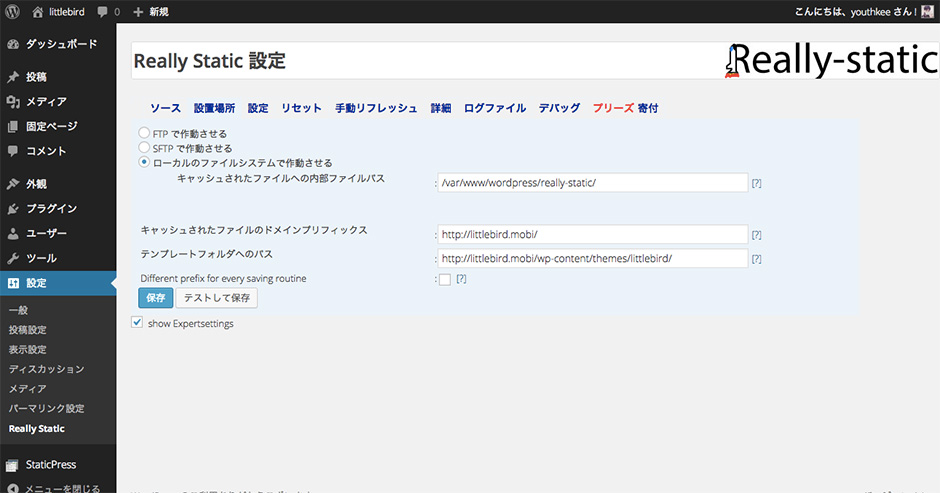 littlebird 0 + 新規 こんにちは、youthkee さん!
ダッシュボード
投稿
メディア
固定ページ
コメント
外観
プラグイン
ユーザー
ツール
設定
一般
投稿設定
表示設定
ディスカッション
メディア
パーマリンク設定
Really Static
StaticPress
メニューを閉じる
Really Static 設定
Really-static
ソース 設置場所 設定 リセット 手動リフレッシュ 詳細 ログファイル デバッグ プリーズ 寄付
FTP で作動させる
SFTP で作動させる
ローカルのファイルシステムで作動させる
キャッシュされたファイルへの内部ファイルパス : /var/www/wordpress/really-static/ [?]
キャッシュされたファイルのドメインプリフィックス : http://littlebird.mobi/ [?]
テンプレートフォルダへのパス : http://littlebird.mobi/wp-content/themes/littlebird/ [?]
Different prefix for every saving routine : [?]
保存 テストして保存
show Expertsettings